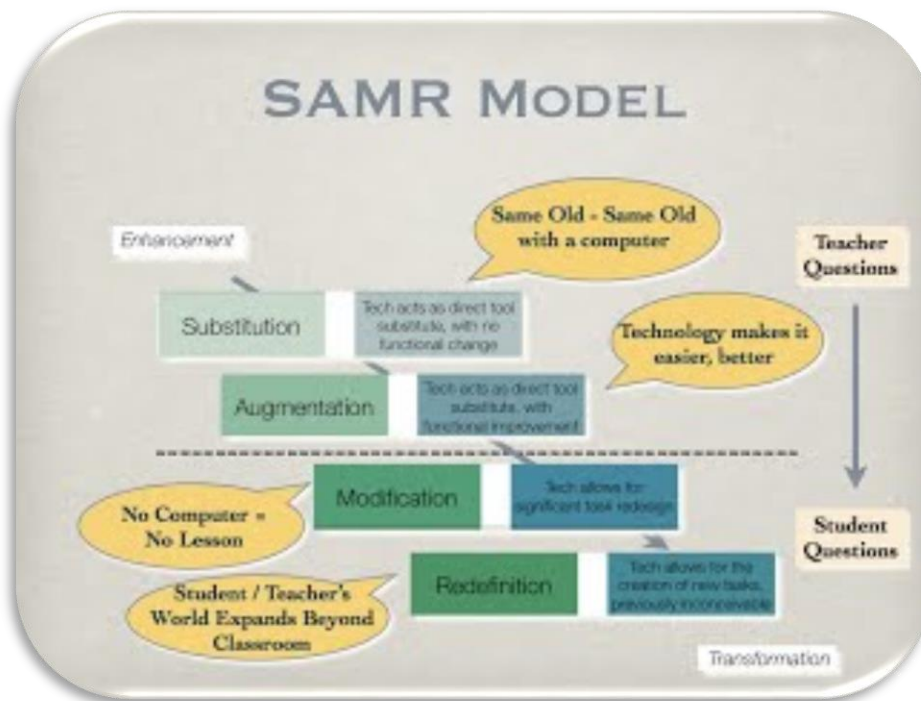 SAMR MODEL
Enhancement
Same Old - Same Old
with a computer
Teacher
Questions
Substitution
Tech acts as direct tool
substitute, with no
functional change
Technology makes it
easier, better
Augmentation
Tech acts as direct tool
substitute, with
functional improvement
Modification
Tech allows for
significant task redesign
No Computer =
No Lesson
Student
Questions
Redefinition
Tech allows for the
creation of new tasks,
previously inconceivable
Student / Teacher's
World Expands Beyond
Classroom
Transformation